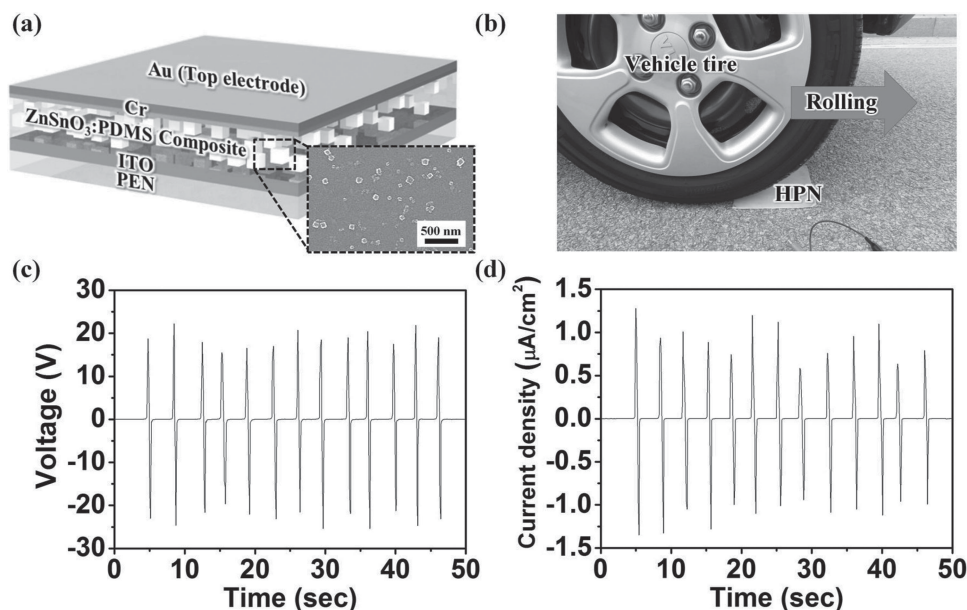 (a)
Au (Top electrode)
Cr
ZnSnO₃:PDMS Composite
ITO
PEN
500 nm
(b)
Vehicle tire
Rolling
HPN
(c)
30
20
10
0
-10
-20
-30
Voltage (V)
0 10 20 30 40 50
Time (sec)
(d)
1.5
1.0
0.5
0.0
-0.5
-1.0
-1.5
Current density (μA/cm²)
0 10 20 30 40 50
Time (sec)